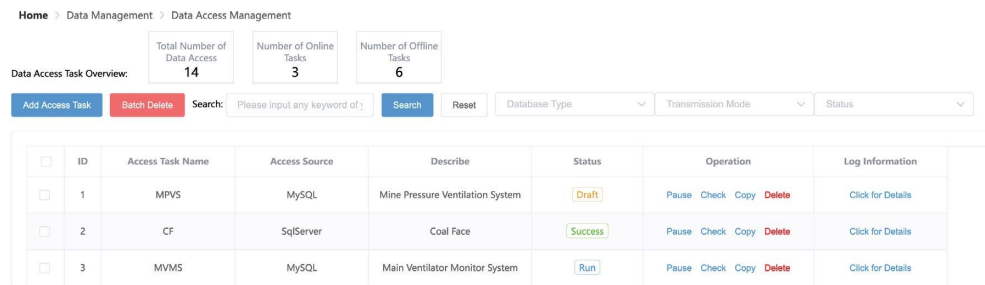 Home > Data Management > Data Access Management
Total Number of
Data Access
14
Number of Online
Tasks
3
Number of Offline
Tasks
6
Data Access Task Overview:
Add Access Task Batch Delete Search: Please input any keyword of Search Reset Database Type Transmission Mode Status
ID Access Task Name Access Source Describe Status Operation Log Information
1 MPVS MySQL Mine Pressure Ventilation System Draft Pause Check Copy Delete Click for Details
2 CF SqlServer Coal Face Success Pause Check Copy Delete Click for Details
3 MVMS MySQL Main Ventilator Monitor System Run Pause Check Copy Delete Click for Details